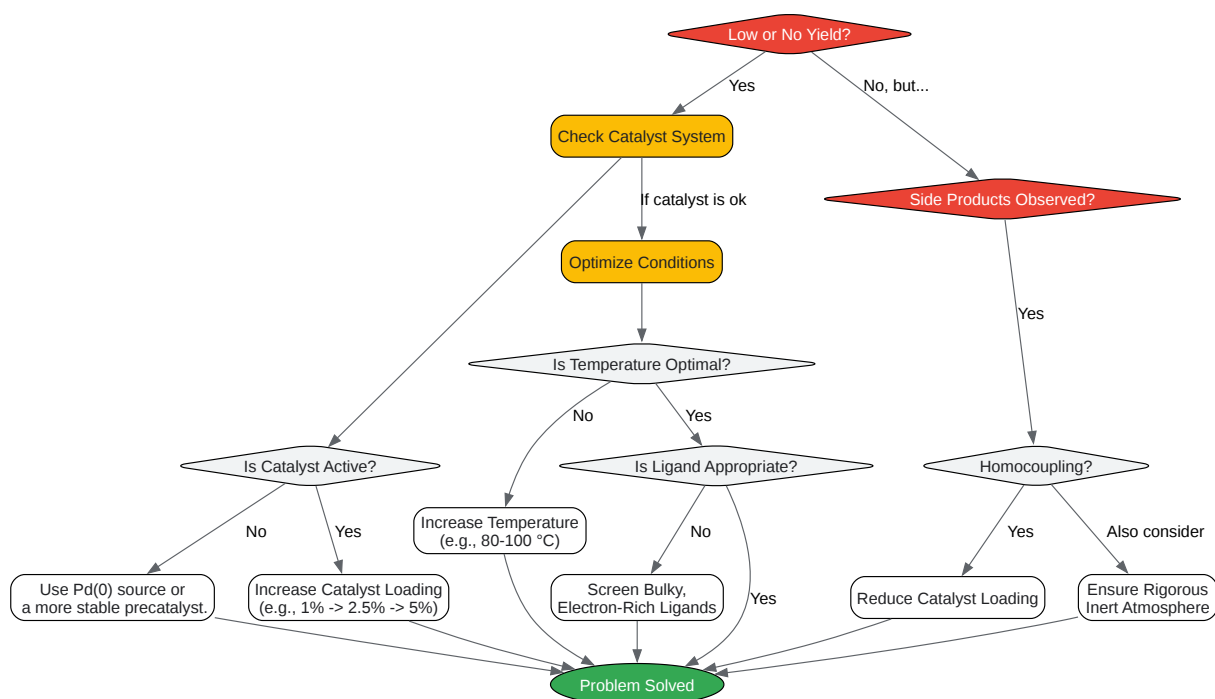 Low or No Yield?
Yes
No, but...
Check Catalyst System
If catalyst is ok
Side Products Observed?
Optimize Conditions
Yes
Is Temperature Optimal?
No
Yes
Is Catalyst Active?
Is Ligand Appropriate?
Homocoupling?
Increase Temperature
(e.g., 80-100 °C)
No
Yes
No
Yes
Also consider
Use Pd(0) source or
a more stable precatalyst.
Increase Catalyst Loading
(e.g., 1% -> 2.5% -> 5%)
Screen Bulky,
Electron-Rich Ligands
Yes
Reduce Catalyst Loading
Ensure Rigorous
Inert Atmosphere
Problem Solved